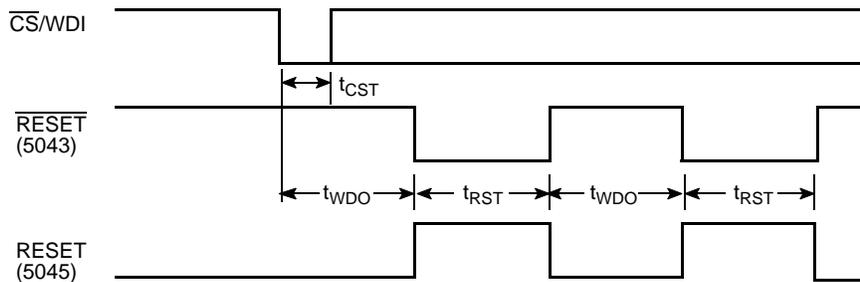 CS/WDI
tCST
RESET
(5043)
tWDO tRST tWDO tRST
RESET
(5045)